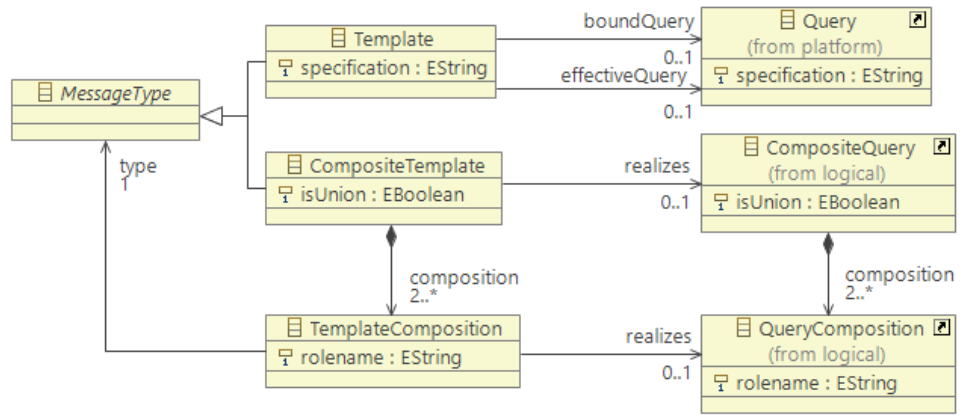 Template
specification : EString
boundQuery
0..1
effectiveQuery
0..1
Query
(from platform)
specification : EString
MessageType
type
1
CompositeTemplate
isUnion : EBoolean
realizes
0..1
CompositeQuery
(from logical)
isUnion : EBoolean
composition
2..*
composition
2..*
TemplateComposition
rolename : EString
realizes
0..1
QueryComposition
(from logical)
rolename : EString